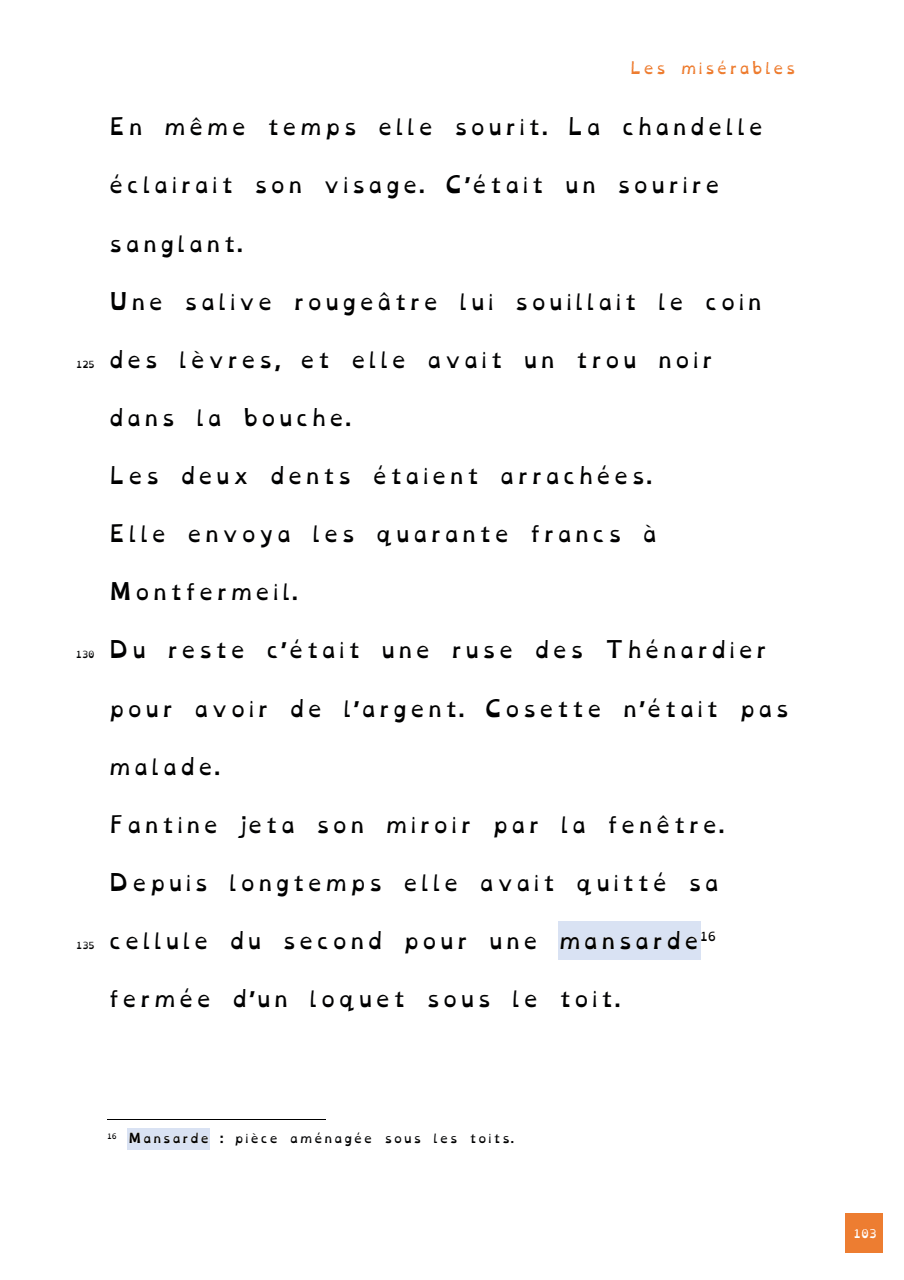 Les misérables
En même temps elle sourit. La chandelle
éclairait son visage. C'était un sourire
sanglant.
Une salive rougeâtre lui souillait le coin
125 des lèvres, et elle avait un trou noir
dans la bouche.
Les deux dents étaient arrachées.
Elle envoya les quarante francs à
Montfermeil.
130 Du reste c'était une ruse des Thénardier
pour avoir de l'argent. Cosette n'était pas
malade.
Fantine jeta son miroir par la fenêtre.
Depuis longtemps elle avait quitté sa
135 cellule du second pour une mansarde16
fermée d'un loquet sous le toit.
16 Mansarde : pièce aménagée sous les toits.
103